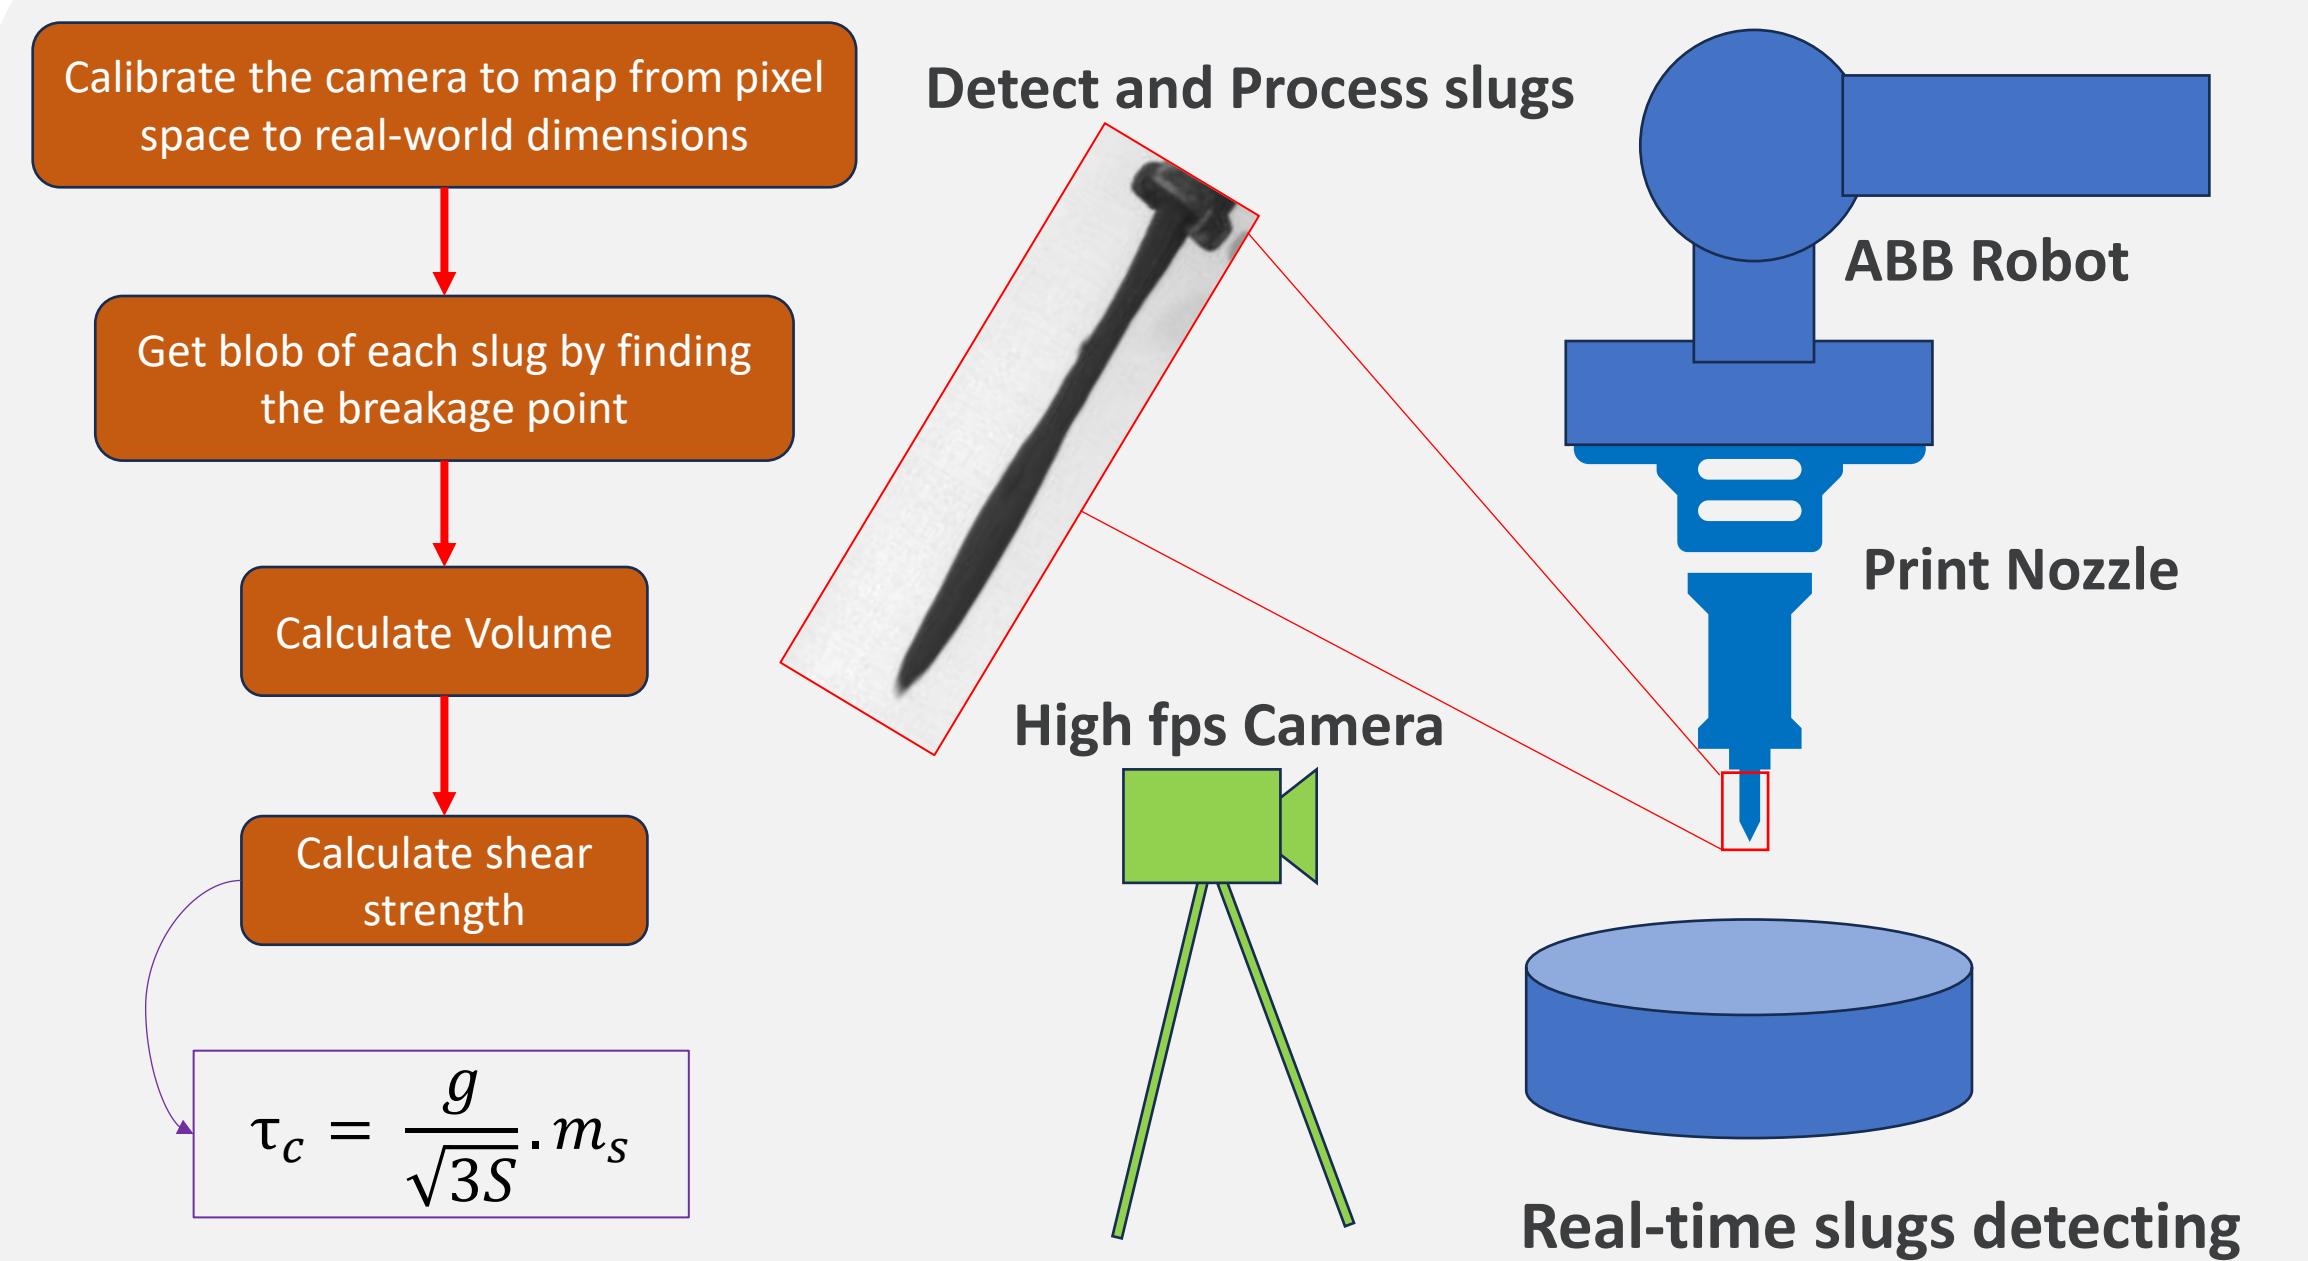 Calibrate the camera to map from pixel
space to real-world dimensions
Get blob of each slug by finding
the breakage point
Calculate Volume
Calculate shear
strength
τ_c = g/√3S . m_s
Detect and Process slugs
High fps Camera
ABB Robot
Print Nozzle
Real-time slugs detecting